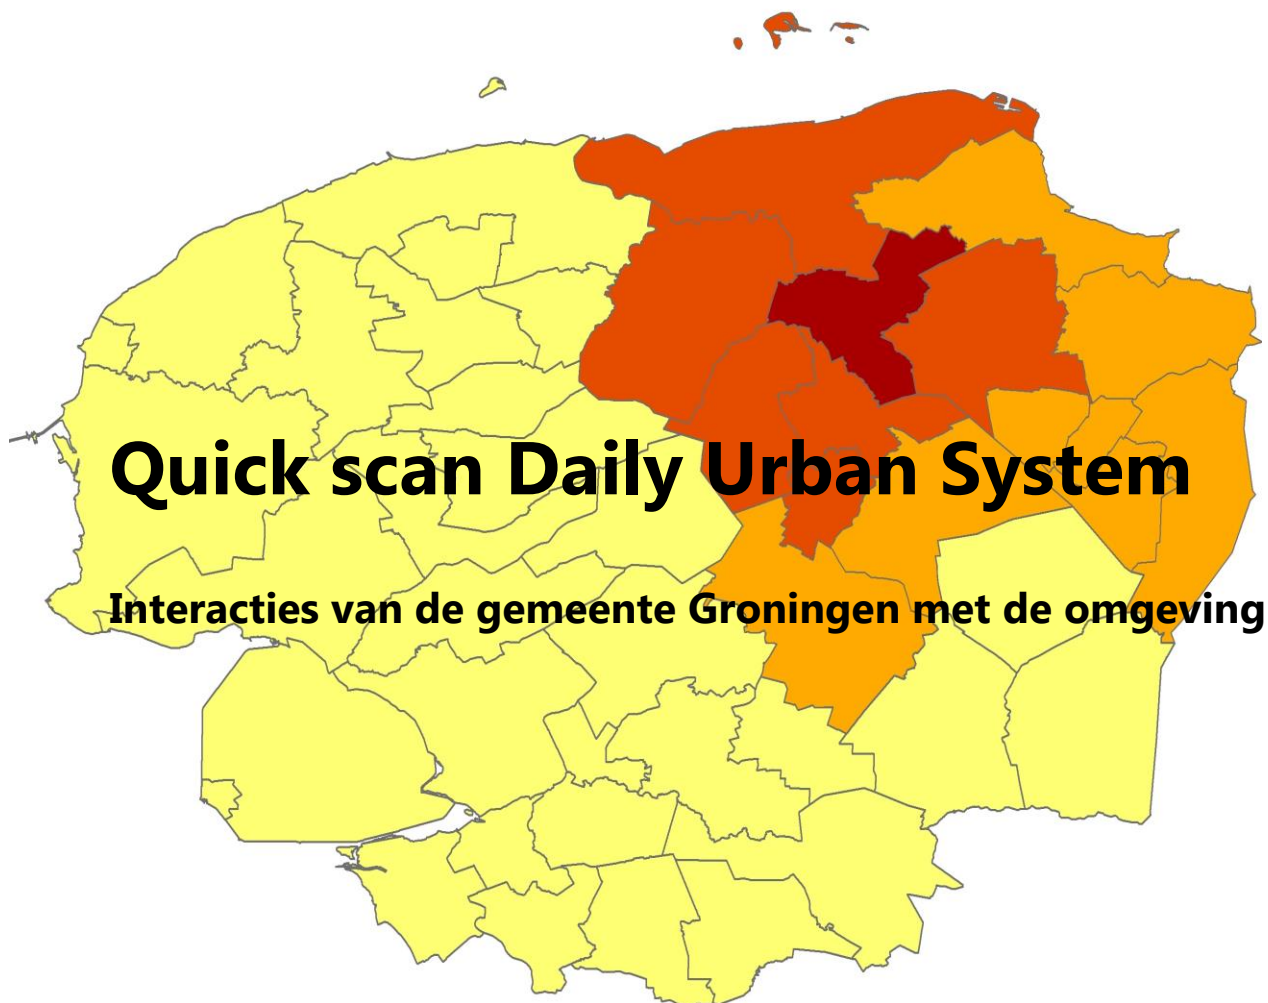 Quick scan Daily Urban System
Interacties van de gemeente Groningen met de omgeving